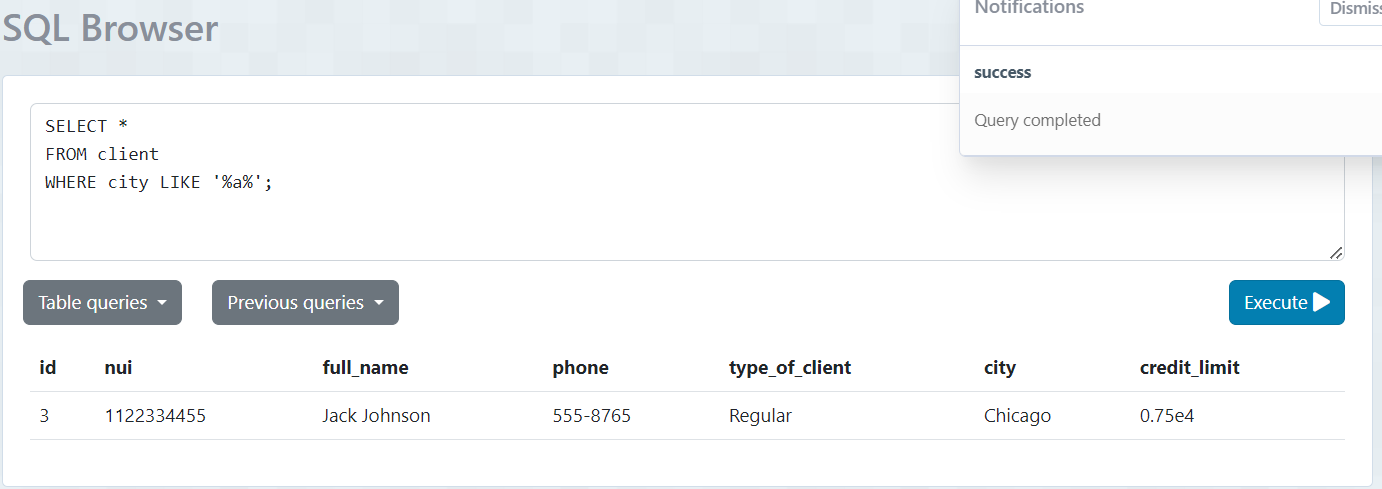 SQL Browser
Notifications
Dismiss
success
Query completed
SELECT *
FROM client
WHERE city LIKE '%a%';
Table queries
Previous queries
Execute
id nui full_name phone type_of_client city credit_limit
3 1122334455 Jack Johnson 555-8765 Regular Chicago 0.75e4